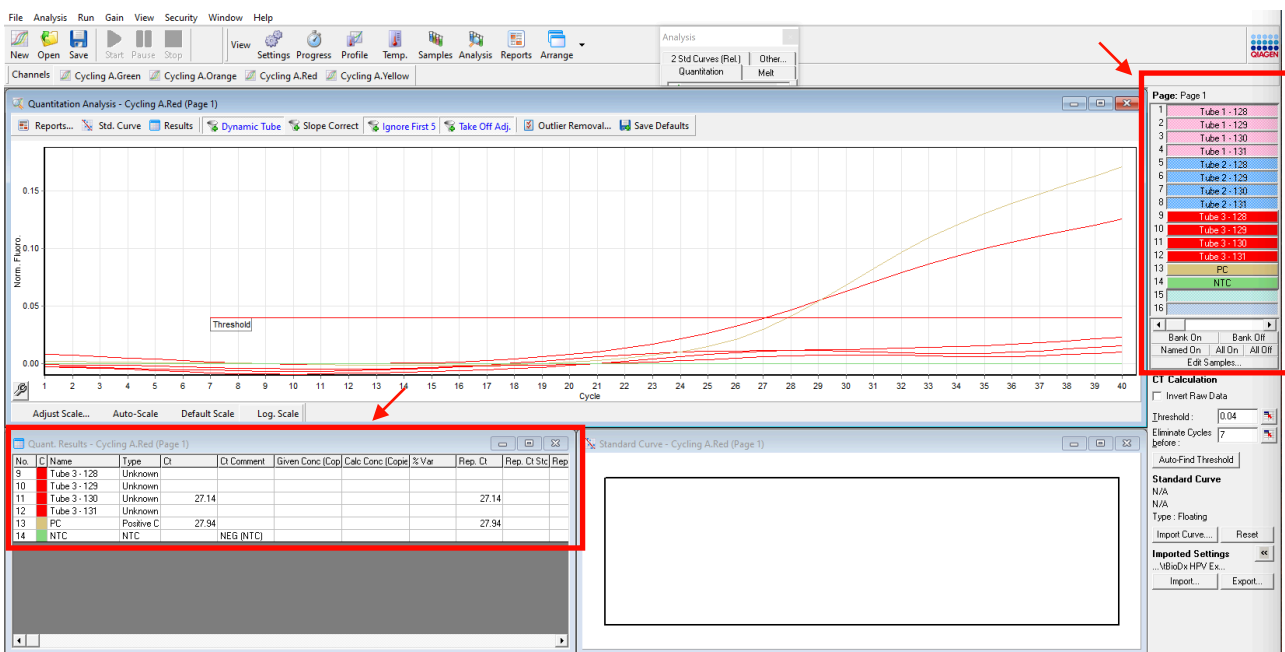 File Analysis Run Gain View Security Window Help
New Open Save Start Pause Stop View Settings Progress Profile Temp. Samples Analysis Reports Arrange
Analysis
2 Std Curves (Rel.) Other...
Quantitation Melt
QIAGEN
Channels Cycling A.Green Cycling A.Orange Cycling A.Red Cycling A.Yellow
Quantitation Analysis - Cycling A.Red (Page 1)
Reports... Std. Curve Results Dynamic Tube Slope Correct Ignore First 5 Take Off Adj. Outlier Removal... Save Defaults
Norm. Fluoro.
0.15
0.10
0.05
0.00
Threshold
1 2 3 4 5 6 7 8 9 10 11 12 13 14 15 16 17 18 19 20 21 22 23 24 25 26 27 28 29 30 31 32 33 34 35 36 37 38 39 40
Cycle
Adjust Scale... Auto-Scale Default Scale Log. Scale
Quant. Results - Cycling A.Red (Page 1)
No. C Name Type Ct Ct Comment Given Conc (Cop Calc Conc (Copie % Var Rep. Ct Rep. Ct Stc Rep
9 Tube 3 - 128 Unknown
10 Tube 3 - 129 Unknown
11 Tube 3 - 130 Unknown 27.14 27.14
12 Tube 3 - 131 Unknown
13 PC Positive C 27.94 27.94
14 NTC NTC NEG (NTC)
Standard Curve - Cycling A.Red (Page 1)
Page: Page 1
1 Tube 1 - 128
2 Tube 1 - 129
3 Tube 1 - 130
4 Tube 1 - 131
5 Tube 2 - 128
6 Tube 2 - 129
7 Tube 2 - 130
8 Tube 2 - 131
9 Tube 3 - 128
10 Tube 3 - 129
11 Tube 3 - 130
12 Tube 3 - 131
13 PC
14 NTC
15
16
Bank On Bank Off
Named On All On All Off
Edit Samples...
CT Calculation
Invert Raw Data
Threshold : 0.04
Eliminate Cycles before : 7
Auto-Find Threshold
Standard Curve
N/A
N/A
Type : Floating
Import Curve.... Reset
Imported Settings
...\tBioDx HPV Ex...
Import... Export...